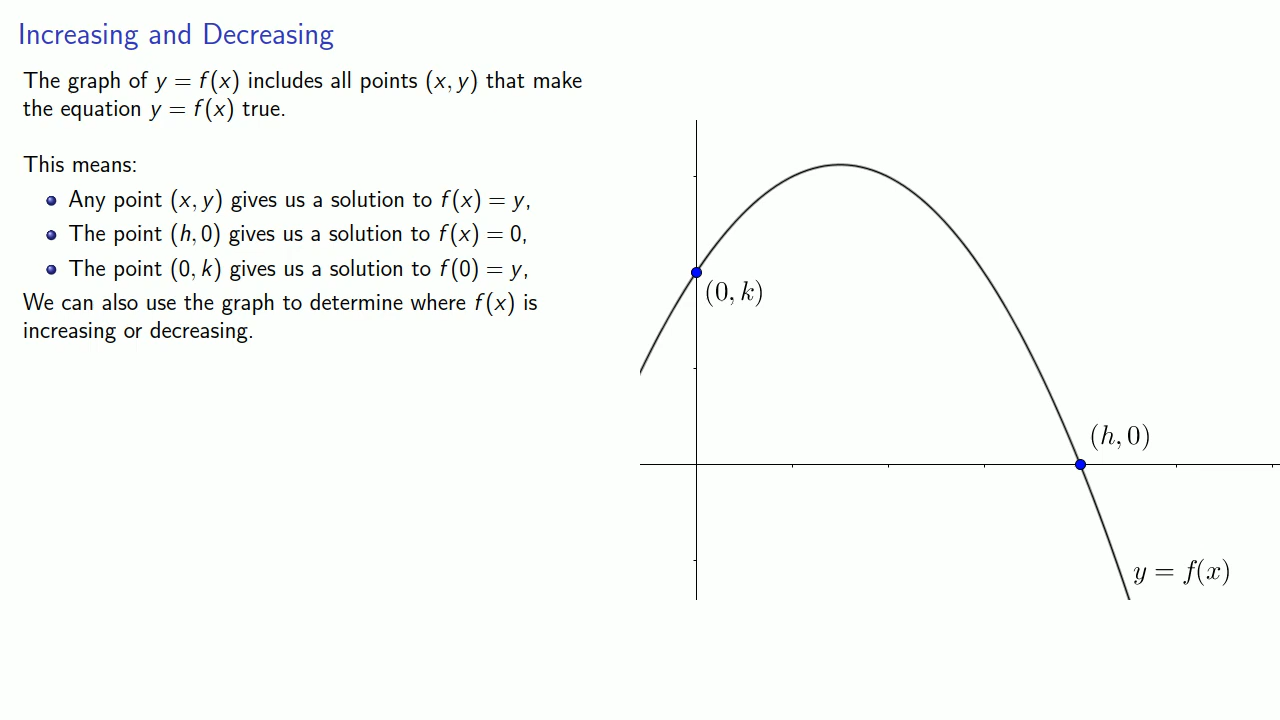 Increasing and Decreasing
The graph of y = f(x) includes all points (x, y) that make
the equation y = f(x) true.
This means:
Any point (x, y) gives us a solution to f(x) = y,
The point (h, 0) gives us a solution to f(x) = 0,
The point (0, k) gives us a solution to f(0) = y,
We can also use the graph to determine where f(x) is
increasing or decreasing.
(0, k)
(h, 0)
y = f(x)